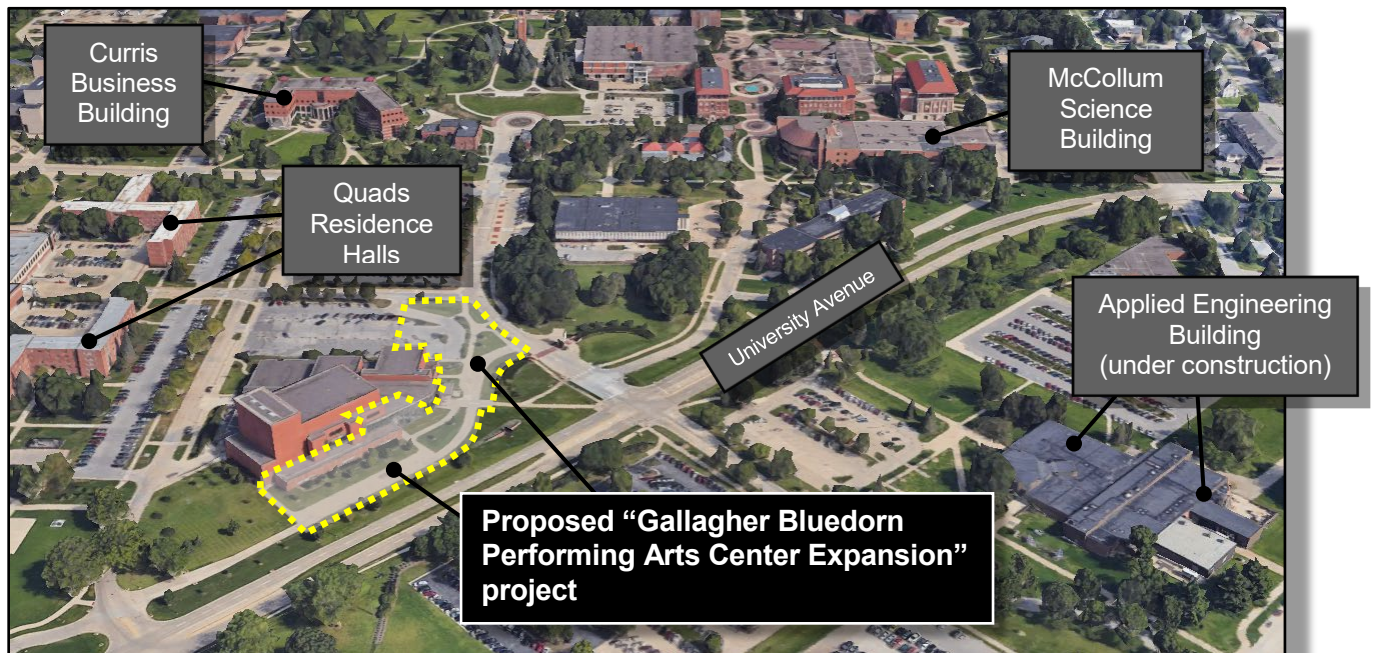 Curris
Business
Building
McCollum
Science
Building
Quads
Residence
Halls
University Avenue
Applied Engineering
Building
(under construction)
Proposed “Gallagher Bluedorn
Performing Arts Center Expansion”
project